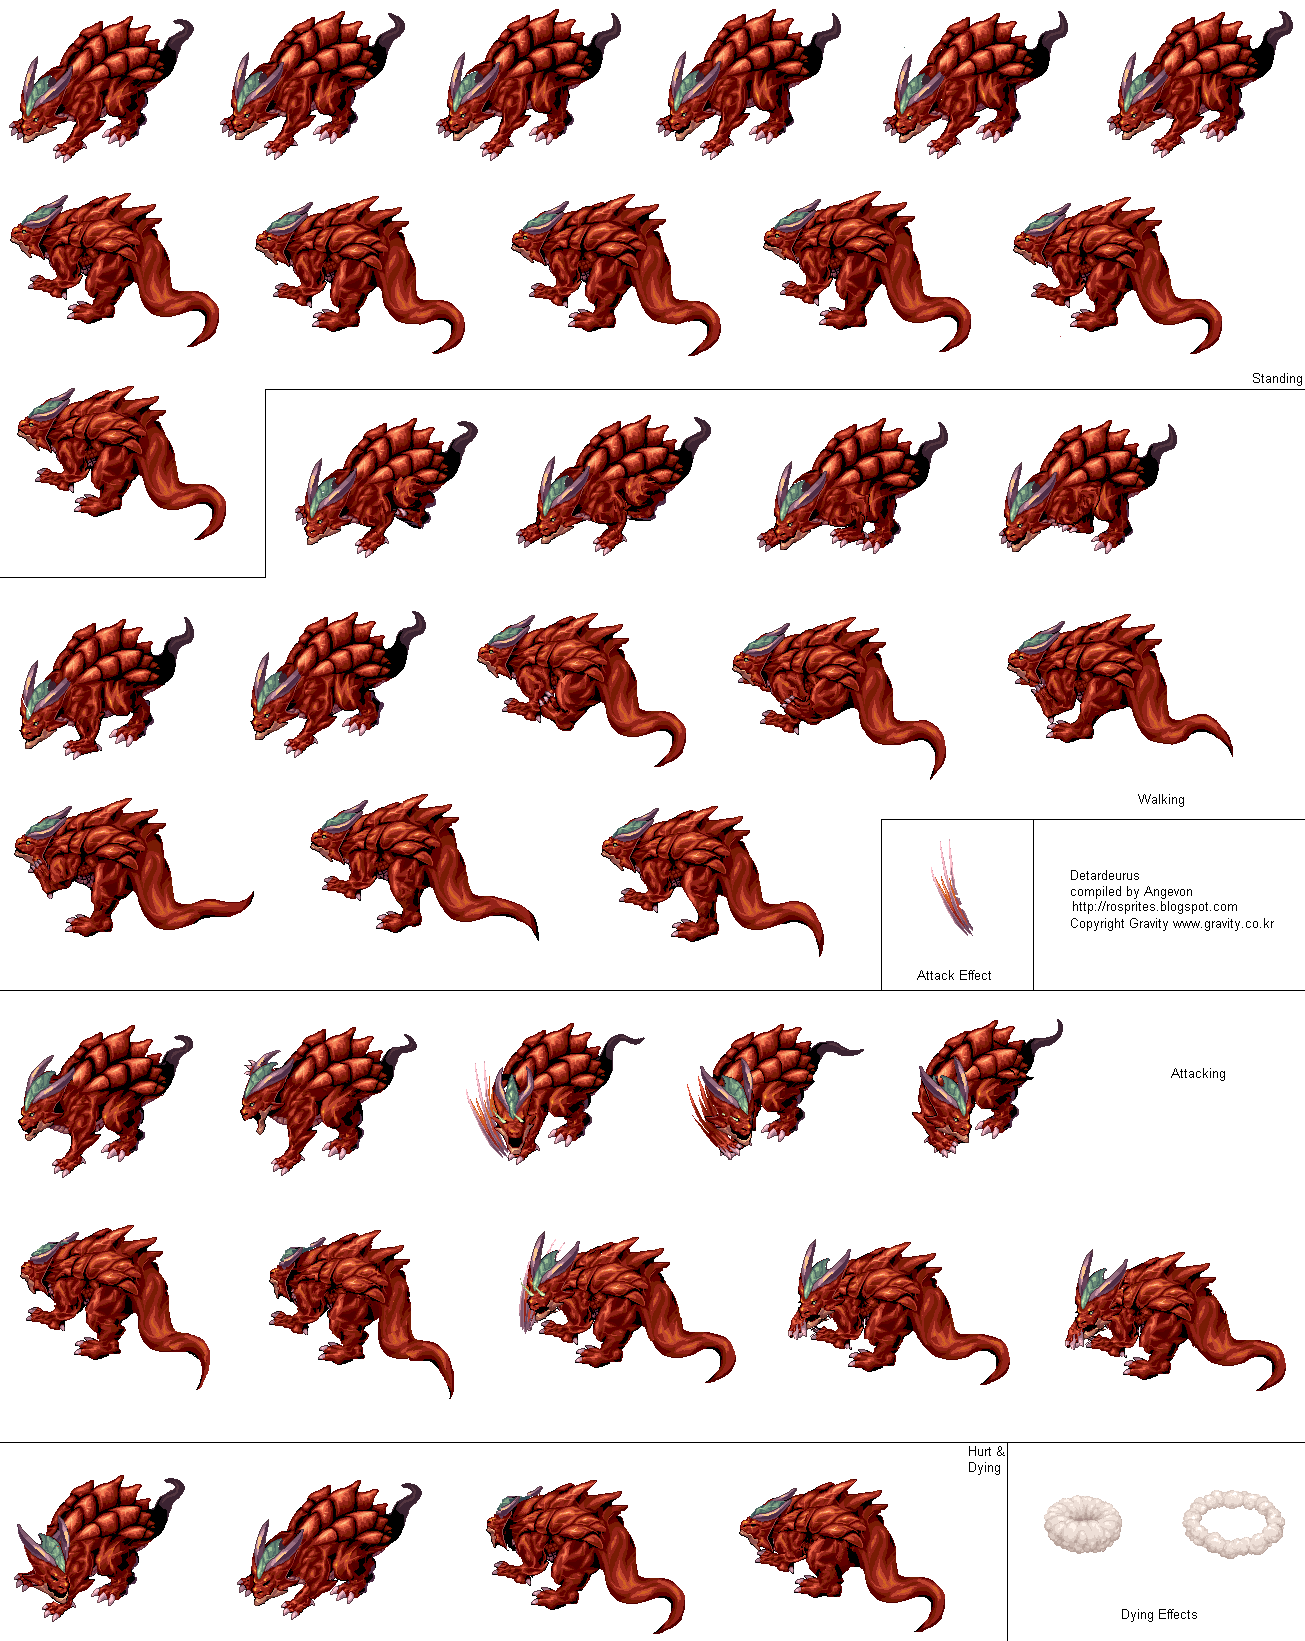 Standing
Walking
Detardeurus
compiled by Angevon
http://rosprites.blogspot.com
Copyright Gravity www.gravity.co.kr
Attack Effect
Attacking
Hurt &
Dying
Dying Effects